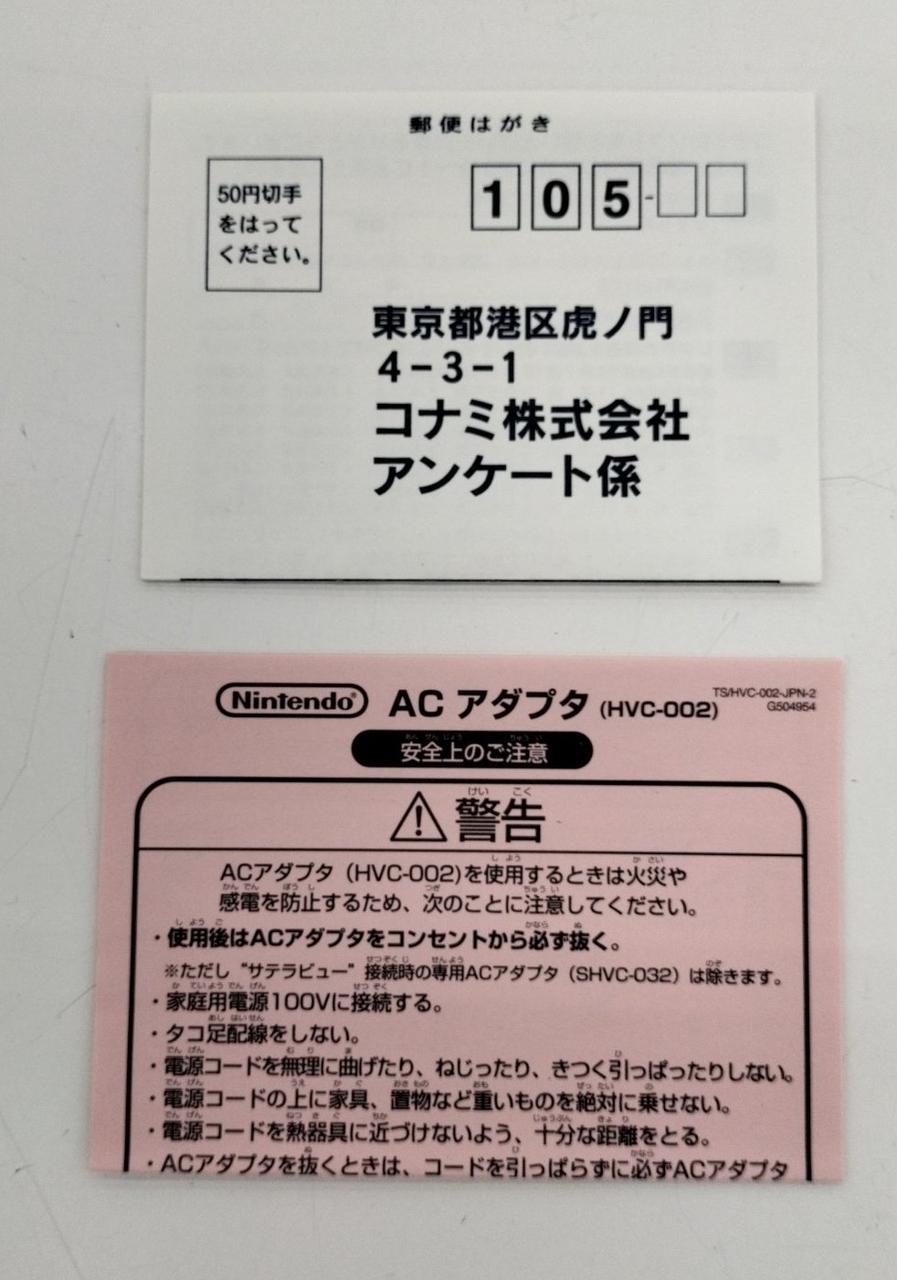 郵便はがき
50円切手
をはって
ください。
105-
東京都港区虎ノ門
4-3-1
コナミ株式会社
アンケート係
Nintendo® ACアダプタ (HVC-002)
TS/HVC-002-JPN-2
G504954
安全上のご注意
警告
ACアダプタ（HVC-002)を使用するときは火災や
感電を防止するため、次のことに注意してください。
・使用後はACアダプタをコンセントから必ず抜く。
※ただし“サテラビュー”接続時の専用ACアダプタ（SHVC-032）は除きます。
・家庭用電源100Vに接続する。
・タコ足配線をしない。
・電源コードを無理に曲げたり、ねじったり、きつく引っぱったりしない。
・電源コードの上に家具、置物など重いものを絶対に乗せない。
・電源コードを熱器具に近づけないよう、十分な距離をとる。
・ACアダプタを抜くときは、コードを引っぱらずに必ずACアダプタ